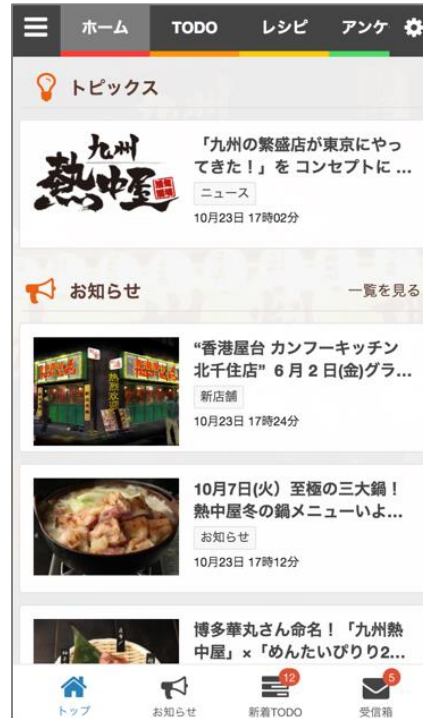 ホーム TODO レシピ アンケ
トピックス
九州
熱中屋
「九州の繁盛店が東京にやっ
てきた！」を コンセプトに ...
ニュース
10月23日 17時02分
お知らせ 一覧を見る
“香港屋台 カンフーキッチン
北千住店” 6 月 2 日(金)グラ...
新店舗
10月23日 17時24分
10月7日(火）至極の三大鍋！
熱中屋冬の鍋メニューいよ...
お知らせ
10月23日 17時12分
博多華丸さん命名！「九州熱
中屋」×「めんたいぴりり2...
12 5
トップ お知らせ 新着TODO 受信箱